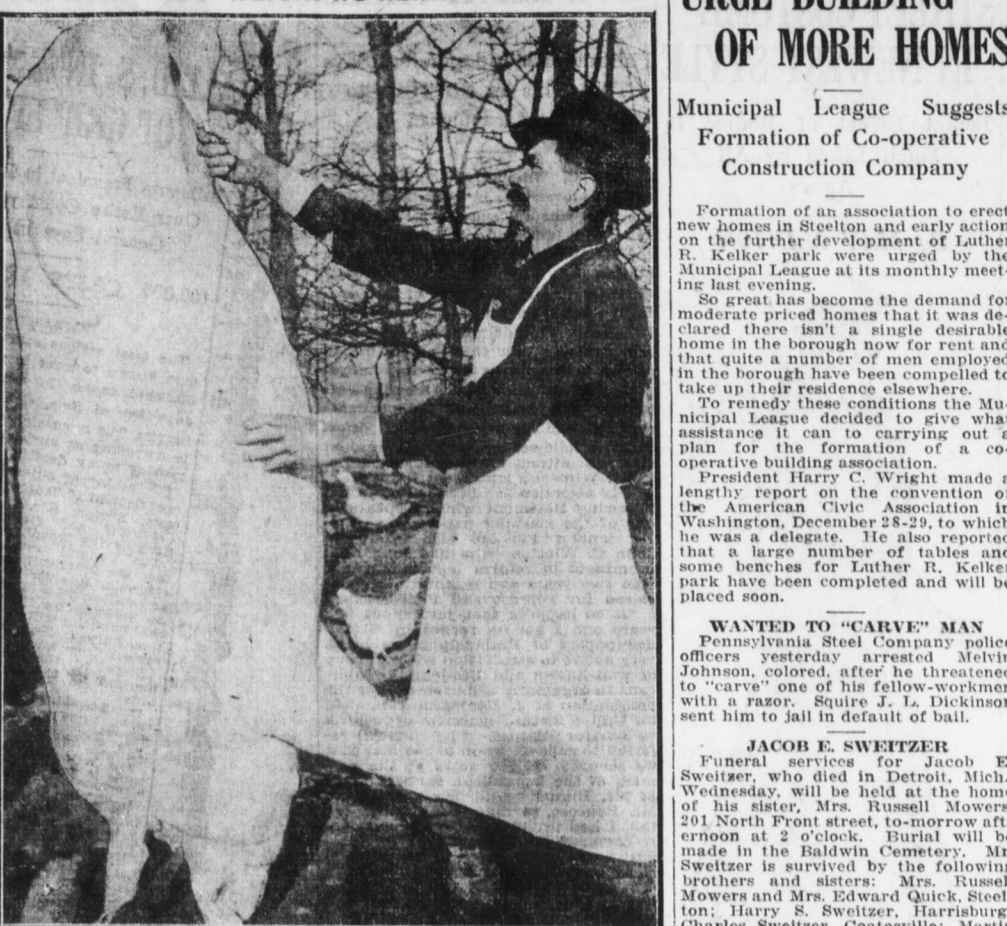 URGE BUILDING
OF MORE HOMES
Municipal League Suggests
Formation of Co-operative
Construction Company
Formation of an association to erect
new homes in Steelton and early action
on the further development of Luther
R. Kelker park were urged by the
Municipal League at its monthly meet-
ing last evening.
So great has become the demand for
moderate priced homes that it was de-
clared there isn't a single desirable
home in the borough now for rent and
that quite a number of men employed
in the borough have been compelled to
take up their residence elsewhere.
To remedy these conditions the Mu-
nicipal League decided to give what
assistance it can to carrying out a
plan for the formation of a co-
operative building association.
President Harry C. Wright made a
lengthy report on the convention of
the American Civic Association in
Washington, December 28-29, to which
he was a delegate. He also reported
that a large number of tables and
some benches for Luther R. Kelker
park have been completed and will be
placed soon.
WANTED TO "CARVE" MAN
Pennsylvania Steel Company police
officers yesterday arrested Melvin
Johnson, colored, after he threatened
to "carve" one of his fellow-workmen
with a razor. Squire J. L. Dickinson
sent him to jail in default of bail.
JACOB E. SWEITZER
Funeral services for Jacob E.
Sweitzer, who died in Detroit, Mich.,
Wednesday, will be held at the home
of his sister, Mrs. Russell Mowers,
201 North Front street, to-morrow aft-
ernoon at 2 o'clock. Burial will be
made in the Baldwin Cemetery. Mr.
Sweitzer is survived by the following
brothers and sisters: Mrs. Russel
Mowers and Mrs. Edward Quick, Steel-
ton; Harry S. Sweitzer, Harrisburg;
Charles Sweitzer, Coatesville;